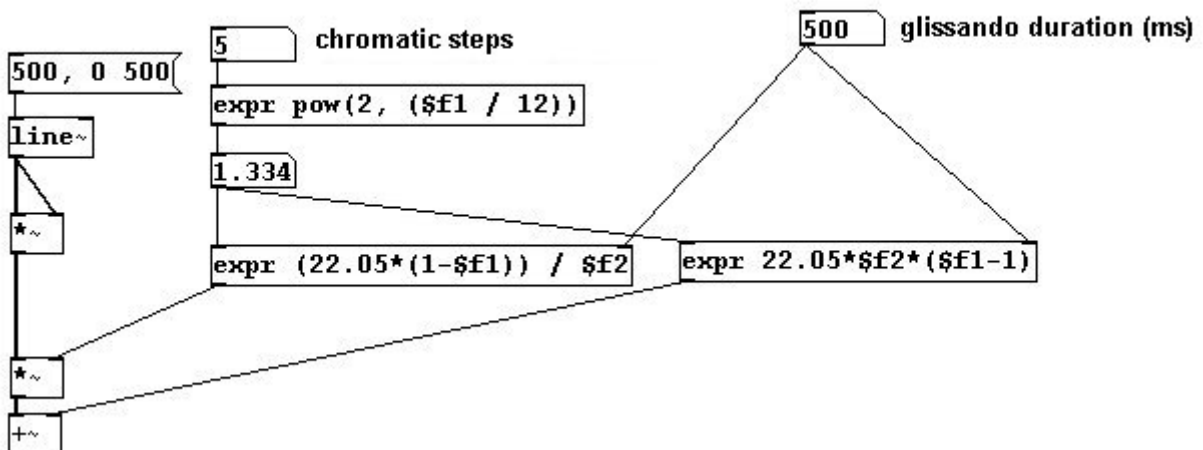 5 chromatic steps
500 glissando duration (ms)
500, 0 500
expr pow(2, ($f1 / 12))
line~
1.334
*~
expr (22.05*(1-$f1)) / $f2
expr 22.05*$f2*($f1-1)
*~
+~